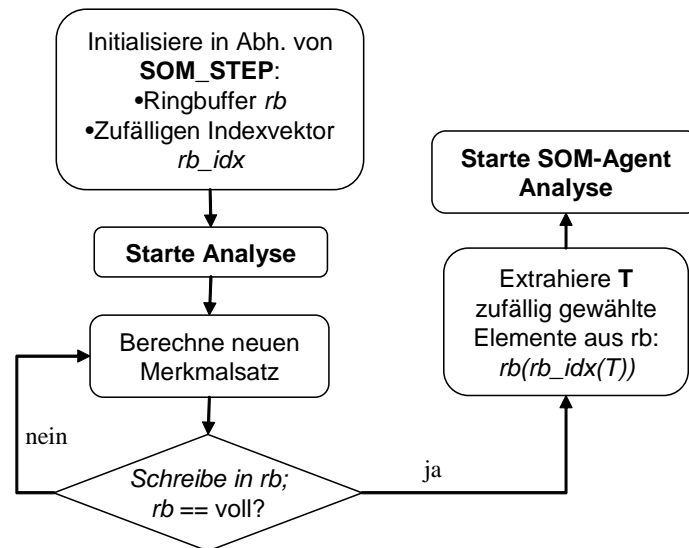 Initialisiere in Abh. von
SOM_STEP:
•Ringbuffer rb
•Zufälligen Indexvektor
rb_idx
Starte Analyse
Berechne neuen
Merkmalsatz
nein
Schreibe in rb;
rb == voll?
ja
Extrahiere T
zufällig gewählte
Elemente aus rb:
rb(rb_idx(T))
Starte SOM-Agent
Analyse